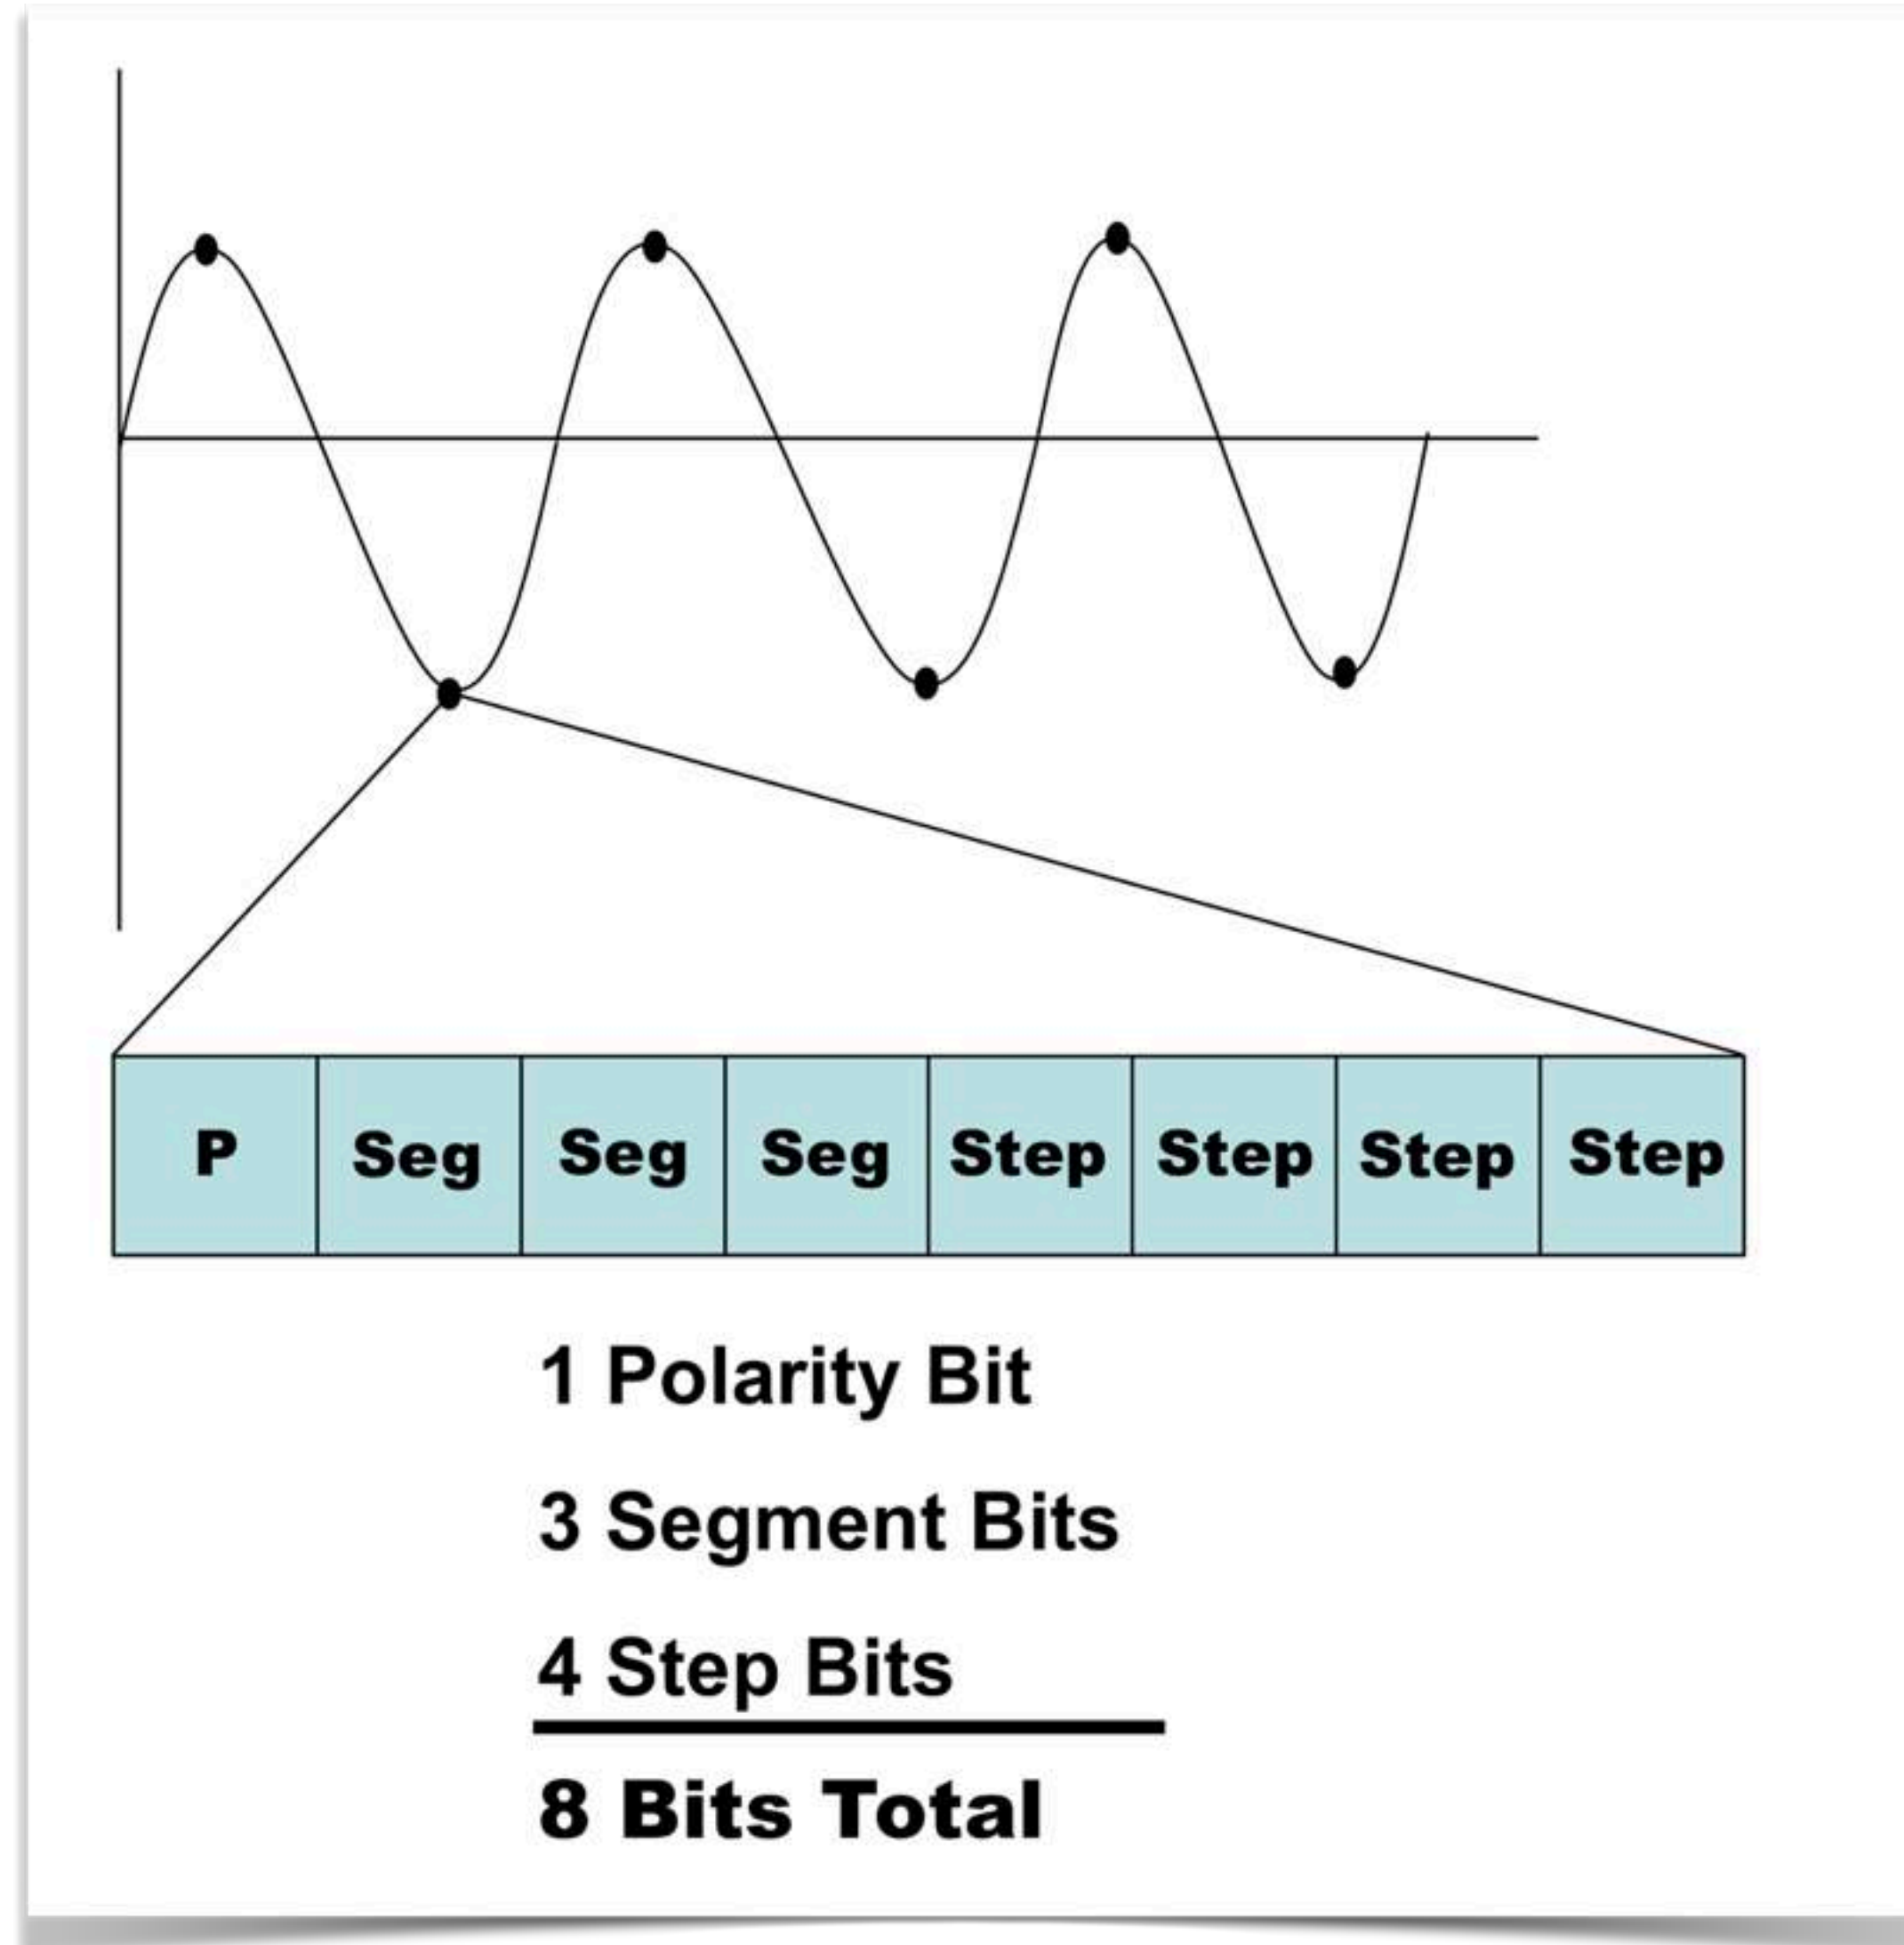 P Seg Seg Seg Step Step Step Step
1 Polarity Bit
3 Segment Bits
4 Step Bits
8 Bits Total